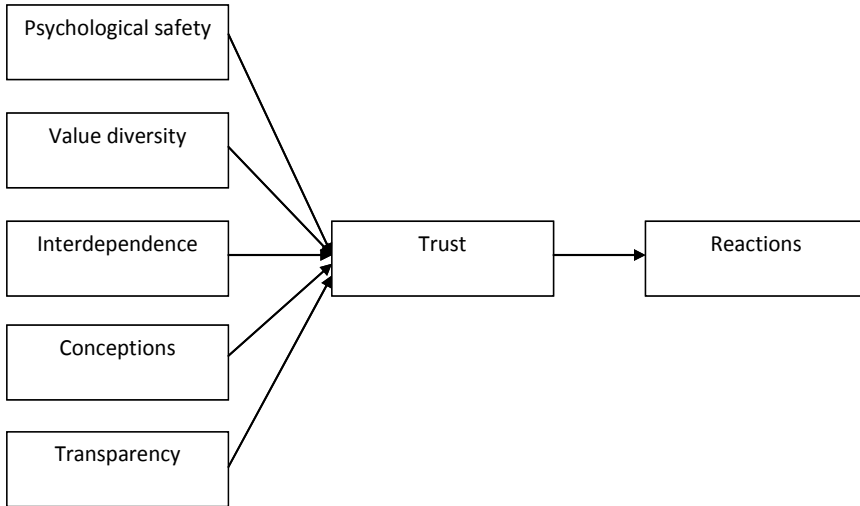 Psychological safety
Value diversity
Interdependence
Trust
Reactions
Conceptions
Transparency